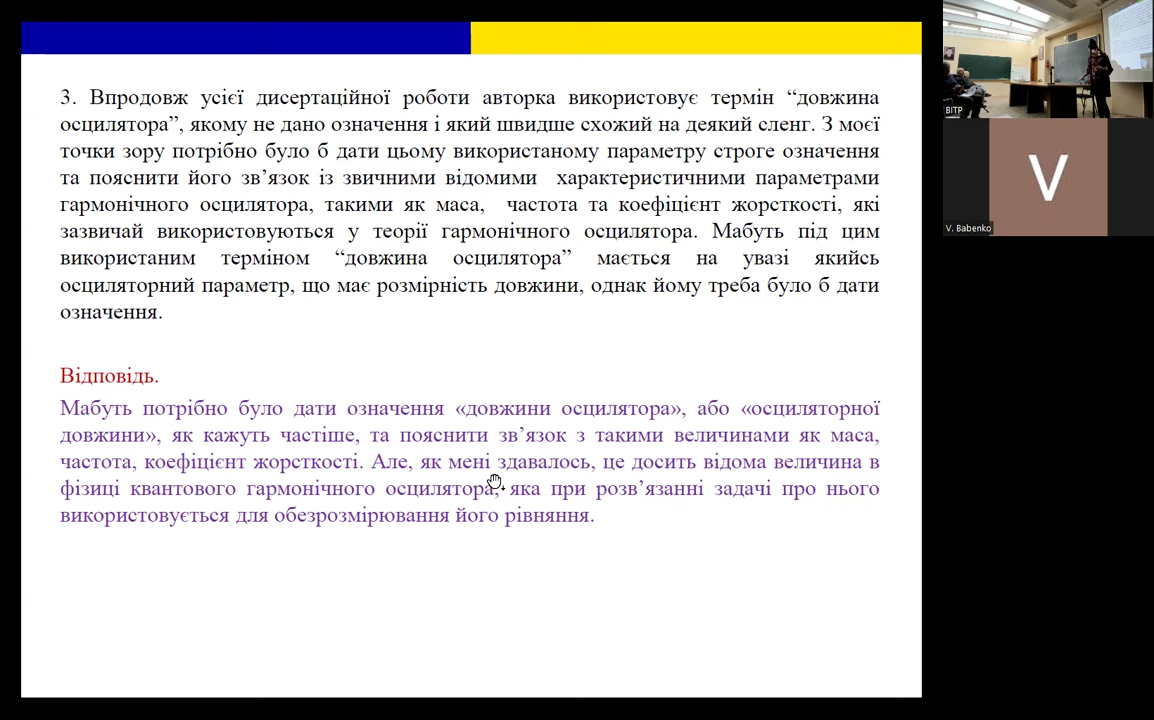 3. Впродовж усієї дисертаційної роботи авторка використовує термін “довжина
осцилятора”, якому не дано означення і який швидше схожий на деякий сленг. З моєї
точки зору потрібно було б дати цьому використаному параметру строге означення
та пояснити його зв’язок із звичними відомими характеристичними параметрами
гармонічного осцилятора, такими як маса, частота та коефіцієнт жорсткості, які
зазвичай використовуються у теорії гармонічного осцилятора. Мабуть під цим
використаним терміном “довжина осцилятора” мається на увазі якийсь
осциляторний параметр, що має розмірність довжини, однак йому треба було б дати
означення.
Відповідь.
Мабуть потрібно було дати означення «довжини осцилятора», або «осциляторної
довжини», як кажуть частіше, та пояснити зв’язок з такими величинами як маса,
частота, коефіцієнт жорсткості. Але, як мені здавалось, це досить відома величина в
фізиці квантового гармонічного осцилятора, яка при розв’язанні задачі про нього
використовується для обезрозмірювання його рівняння.
BITP
V
V. Babenko